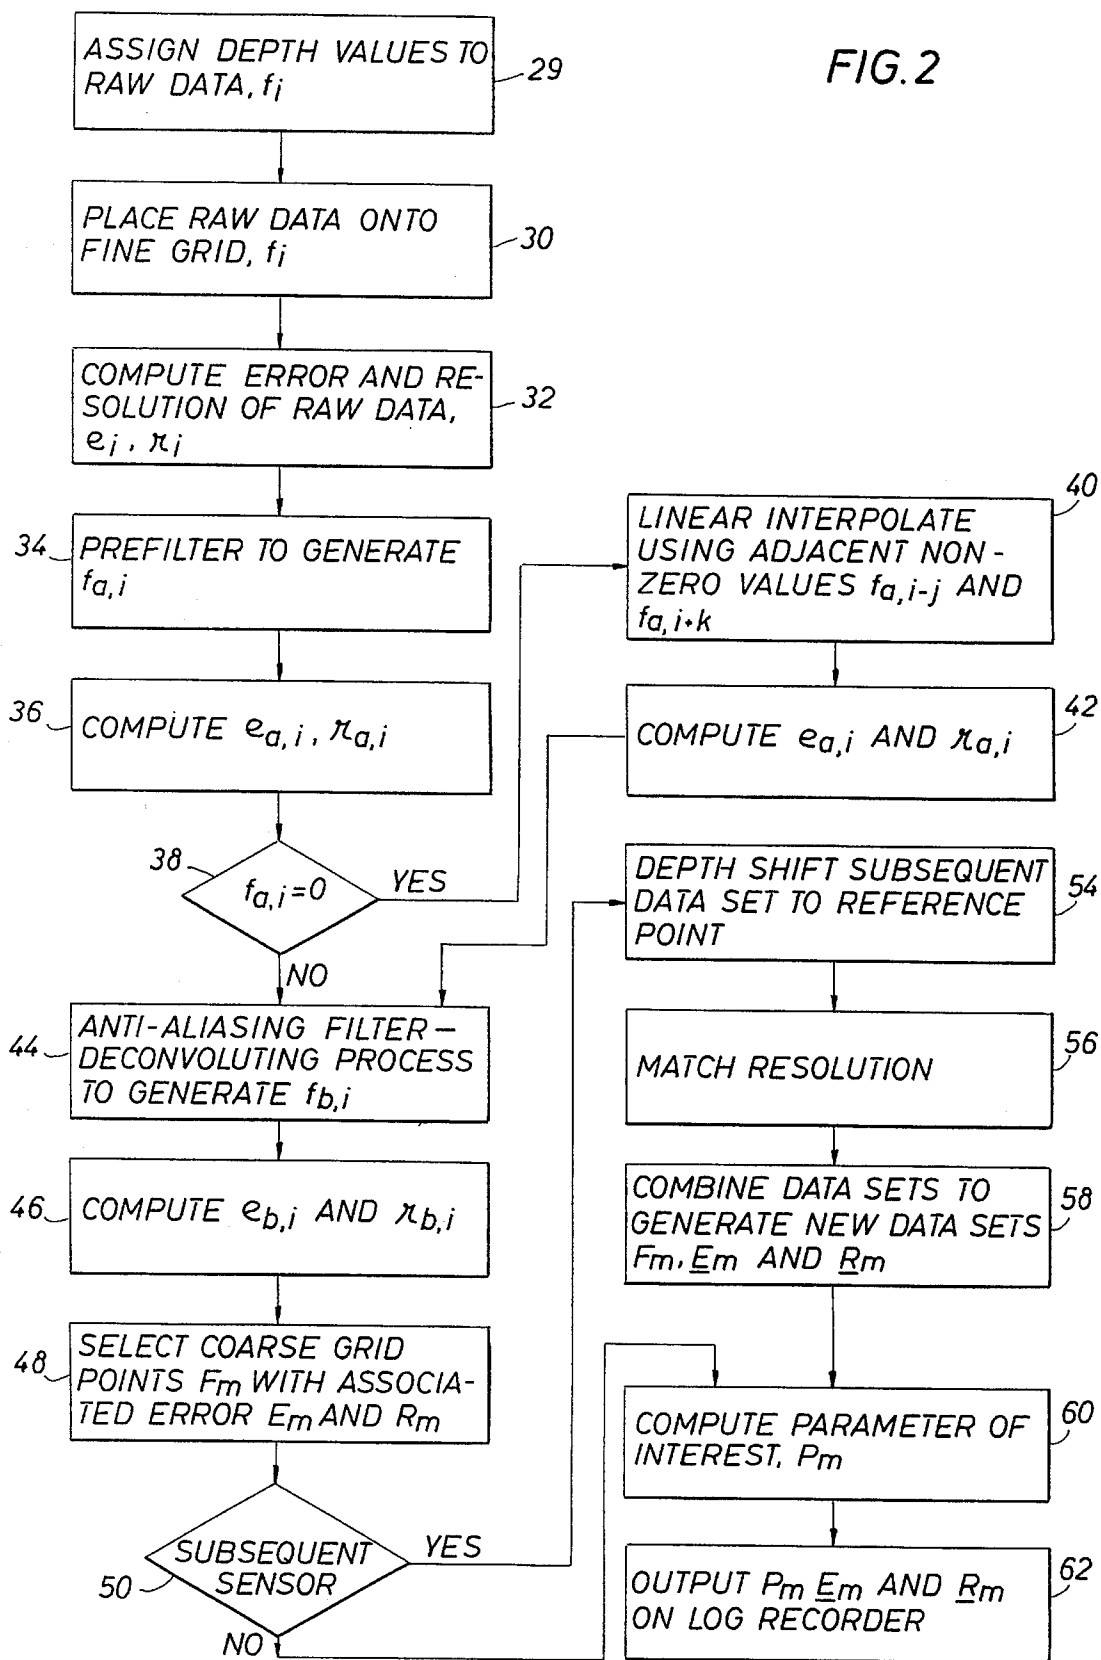 FIG. 2
ASSIGN DEPTH VALUES TO
RAW DATA, fi
29
PLACE RAW DATA ONTO
FINE GRID, fi
30
COMPUTE ERROR AND RE-
SOLUTION OF RAW DATA,
ei, ri
32
34
PREFILTER TO GENERATE
fa,i
36
COMPUTE ea,i, ra,i
38
fa,i=0
YES
NO
40
LINEAR INTERPOLATE
USING ADJACENT NON-
ZERO VALUES fa,i-j AND
fa,i+k
42
COMPUTE ea,i AND ra,i
44
ANTI-ALIASING FILTER–
DECONVOLUTING PROCESS
TO GENERATE fb,i
46
COMPUTE eb,i AND rb,i
48
SELECT COARSE GRID
POINTS Fm WITH ASSOCIA-
TED ERROR Em AND Rm
50
SUBSEQUENT
SENSOR
YES
NO
DEPTH SHIFT SUBSEQUENT
DATA SET TO REFERENCE
POINT
54
MATCH RESOLUTION
56
COMBINE DATA SETS TO
GENERATE NEW DATA SETS
Fm, Em AND Rm
58
COMPUTE PARAMETER OF
INTEREST, Pm
60
OUTPUT Pm Em AND Rm
ON LOG RECORDER
62